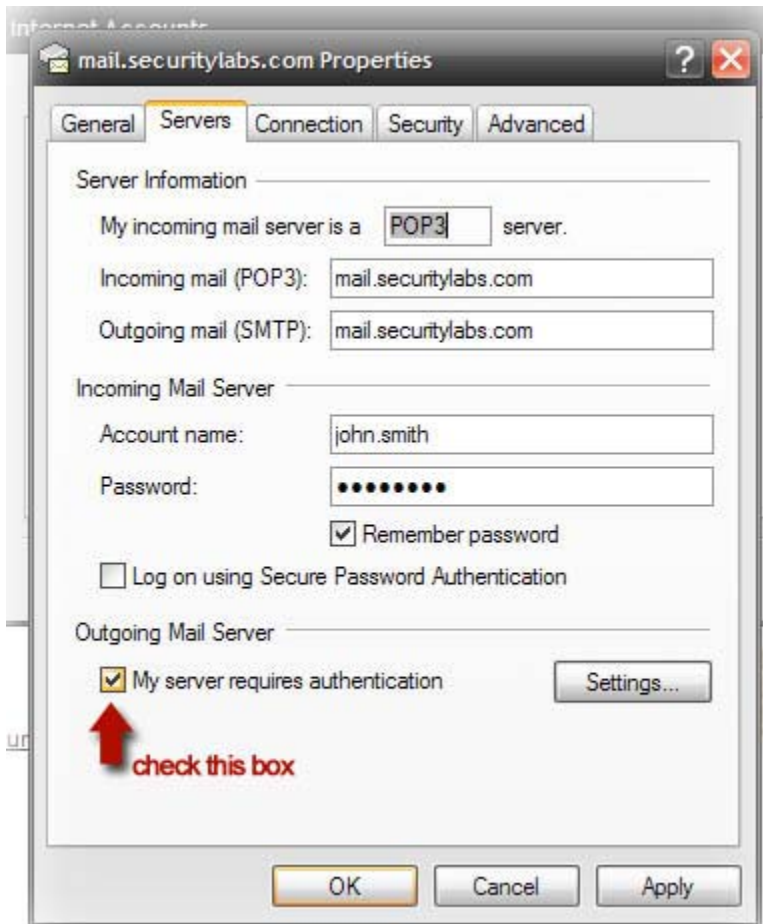 Internet Accounts
mail.securitylabs.com Properties
General Servers Connection Security Advanced
Server Information
My incoming mail server is a POP3 server.
Incoming mail (POP3): mail.securitylabs.com
Outgoing mail (SMTP): mail.securitylabs.com
Incoming Mail Server
Account name: john.smith
Password: ●●●●●●●●
Remember password
Log on using Secure Password Authentication
Outgoing Mail Server
My server requires authentication Settings...
check this box
OK Cancel Apply